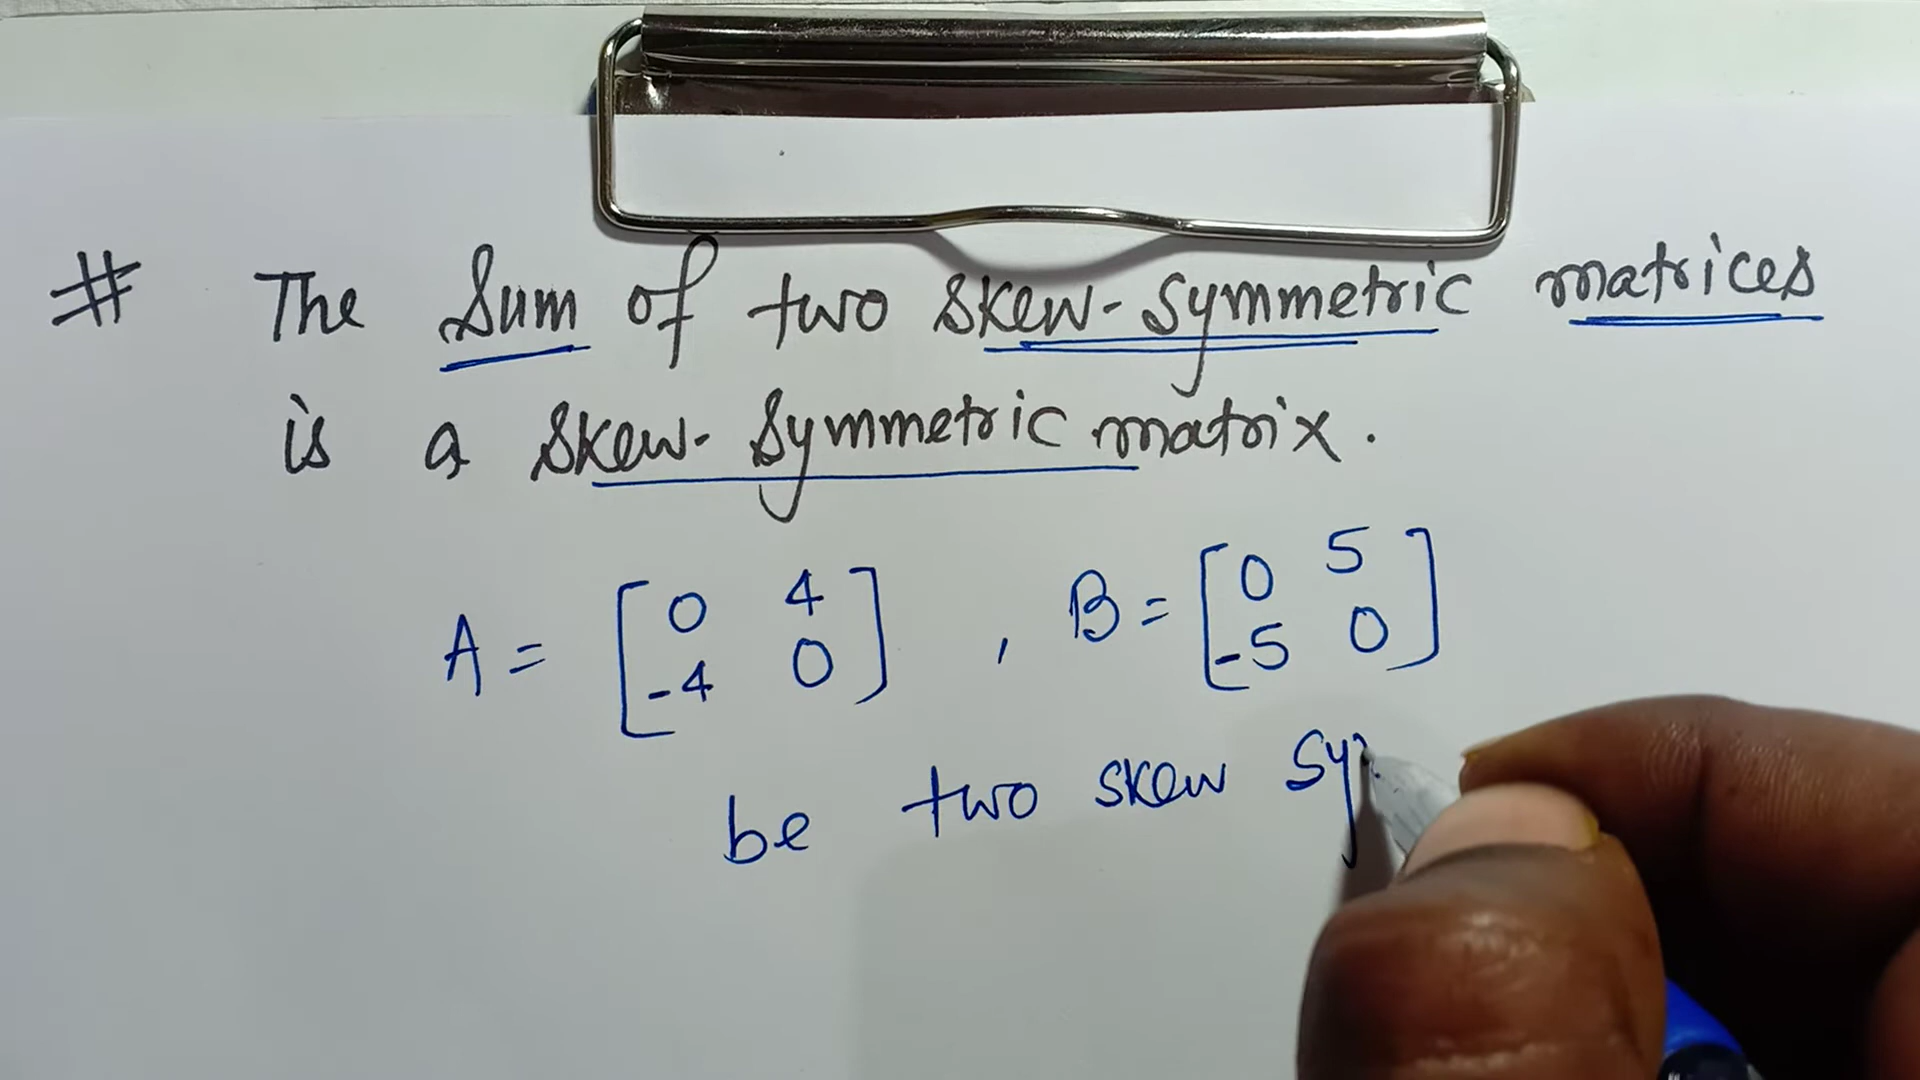 # The Sum of two skew-symmetric matrices
is a skew-symmetric matrix.
A = [0 4
-4 0] , B = [0 5
-5 0]
be two skew